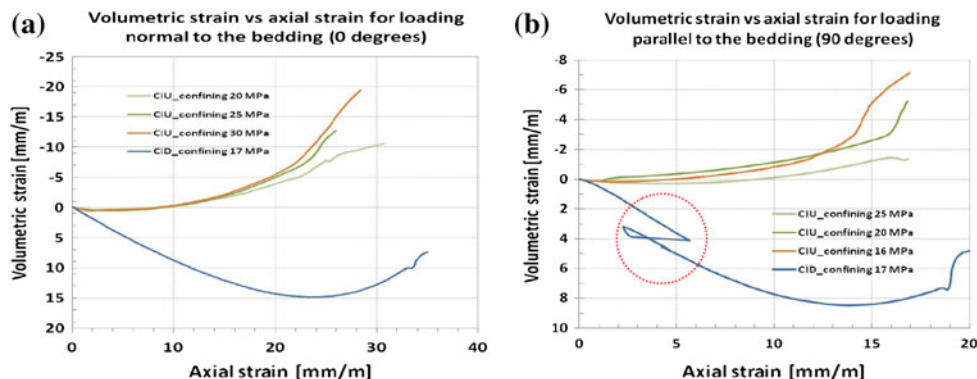 (a)
Volumetric strain vs axial strain for loading
normal to the bedding (0 degrees)
Volumetric strain [mm/m]
-25
-20
-15
-10
-5
0
5
10
15
20
CIU_confining 20 MPa
CIU_confining 25 MPa
CIU_confining 30 MPa
CID_confining 17 MPa
0 10 20 30 40
Axial strain [mm/m]
(b)
Volumetric strain vs axial strain for loading
parallel to the bedding (90 degrees)
Volumetric strain [mm/m]
-8
-6
-4
-2
0
2
4
6
8
10
CIU_confining 25 MPa
CIU_confining 20 MPa
CIU_confining 16 MPa
CID_confining 17 MPa
0 5 10 15 20
Axial strain [mm/m]